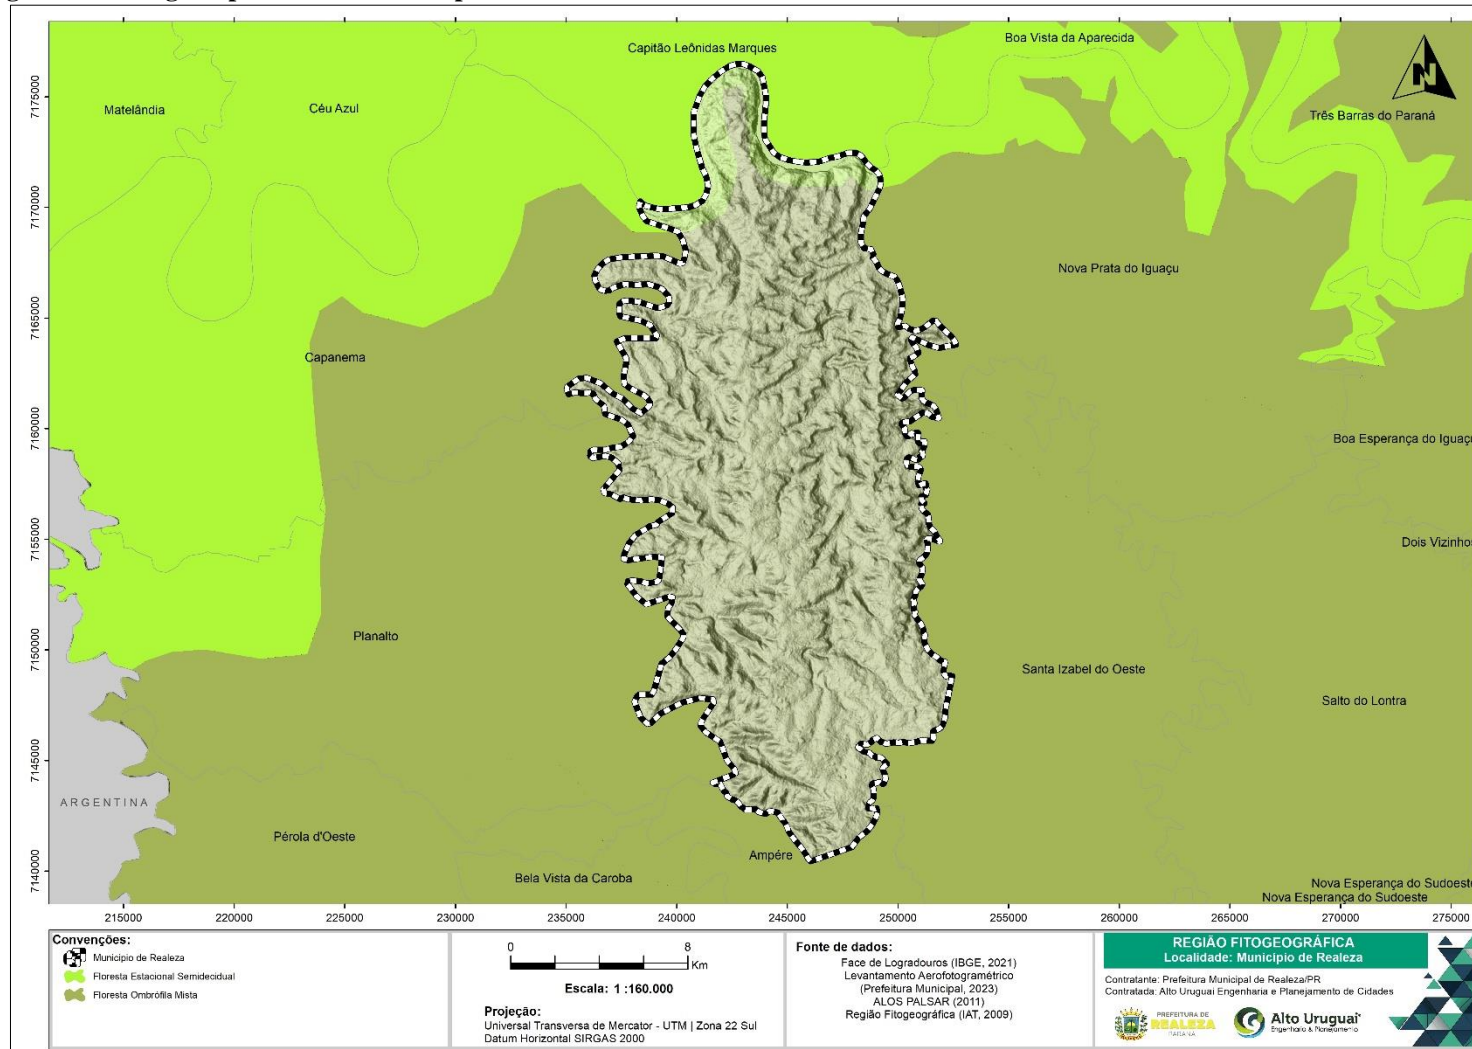 Capitão Leônidas Marques
Boa Vista da Aparecida
N
Matelândia
Céu Azul
Três Barras do Paraná
Nova Prata do Iguaçu
Capanema
Boa Esperança do Iguaçu
Dois Vizinhos
Planalto
Santa Izabel do Oeste
Salto do Lontra
ARGENTINA
Pérola d'Oeste
Ampére
Bela Vista da Caroba
Nova Esperança do Sudoeste
Nova Esperança do Sudoeste
7175000
7170000
7165000
7160000
7155000
7150000
7145000
7140000
215000 220000 225000 230000 235000 240000 245000 250000 255000 260000 265000 270000 275000
Convenções:
Município de Realeza
Floresta Estacional Semidecidual
Floresta Ombrófila Mista
0 8
Km
Escala: 1 :160.000
Projeção:
Universal Transversa de Mercator - UTM | Zona 22 Sul
Datum Horizontal SIRGAS 2000
Fonte de dados:
Face de Logradouros (IBGE, 2021)
Levantamento Aerofotogramétrico
(Prefeitura Municipal, 2023)
ALOS PALSAR (2011)
Região Fitogeográfica (IAT, 2009)
REGIÃO FITOGEOGRÁFICA
Localidade: Município de Realeza
Contratante: Prefeitura Municipal de Realeza/PR
Contratada: Alto Uruguai Engenharia e Planejamento de Cidades
PREFEITURA DE
REALEZA
PARANÁ
Alto Uruguai
Engenharia & Planejamento